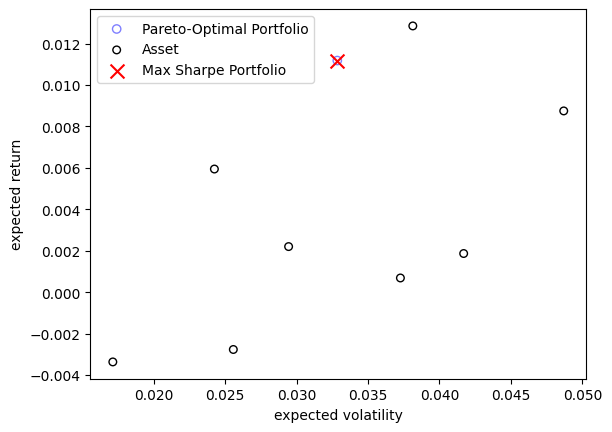 Pareto-Optimal Portfolio
Asset
Max Sharpe Portfolio
expected return
0.012
0.010
0.008
0.006
0.004
0.002
0.000
−0.002
−0.004
0.020 0.025 0.030 0.035 0.040 0.045 0.050
expected volatility